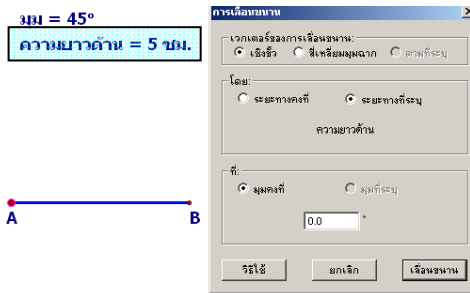 มุม = 45°
ความยาวด้าน = 5 ซม.
A
B
การเลื่อนขนาน
เวกเตอร์ของการเลื่อนขนาน:
เชิงขั้ว สี่เหลี่ยมมุมฉาก ตามที่ระบุ
โดย:
ระยะทางคงที่ ระยะทางที่ระบุ
ความยาวด้าน
ที่:
มุมคงที่ มุมที่ระบุ
0.0 °
วิธีใช้ ยกเลิก เลื่อนขนาน